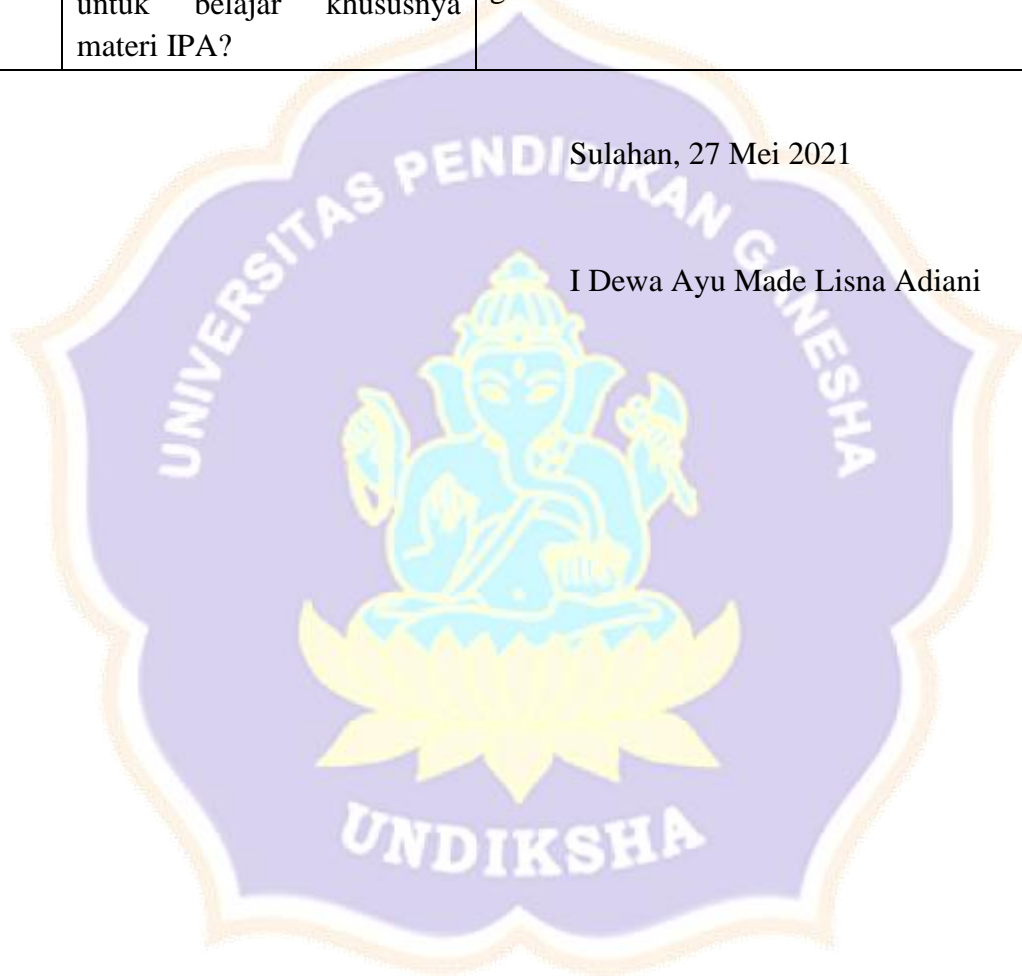 untuk belajar khususnya
materi IPA?
Sulahan, 27 Mei 2021
I Dewa Ayu Made Lisna Adiani
UNIVERSITAS PENDIDIKAN GANESHA
UNDIKSHA